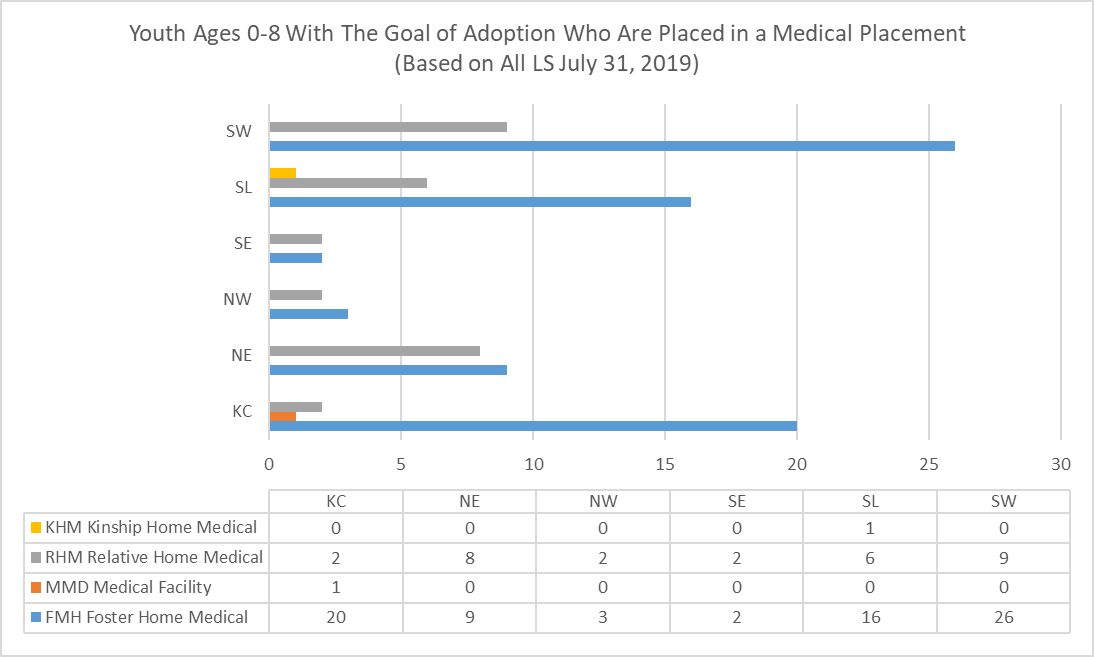 Youth Ages 0-8 With The Goal of Adoption Who Are Placed in a Medical Placement
(Based on All LS July 31, 2019)
SW
SL
SE
NW
NE
KC
0 5 10 15 20 25 30
KC NE NW SE SL SW
KHM Kinship Home Medical 0 0 0 0 1 0
RHM Relative Home Medical 2 8 2 2 6 9
MMD Medical Facility 1 0 0 0 0 0
FMH Foster Home Medical 20 9 3 2 16 26